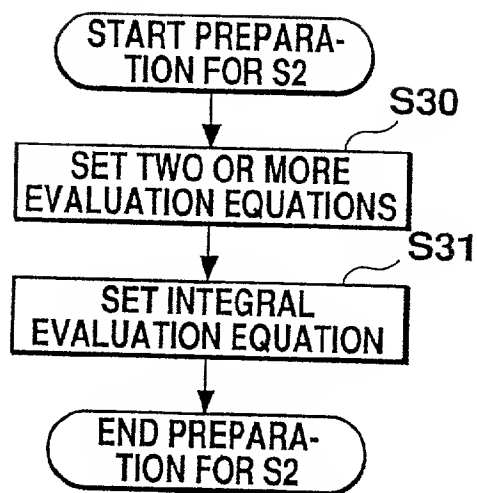 START PREPARA-
TION FOR S2
S30
SET TWO OR MORE
EVALUATION EQUATIONS
S31
SET INTEGRAL
EVALUATION EQUATION
END PREPARA-
TION FOR S2